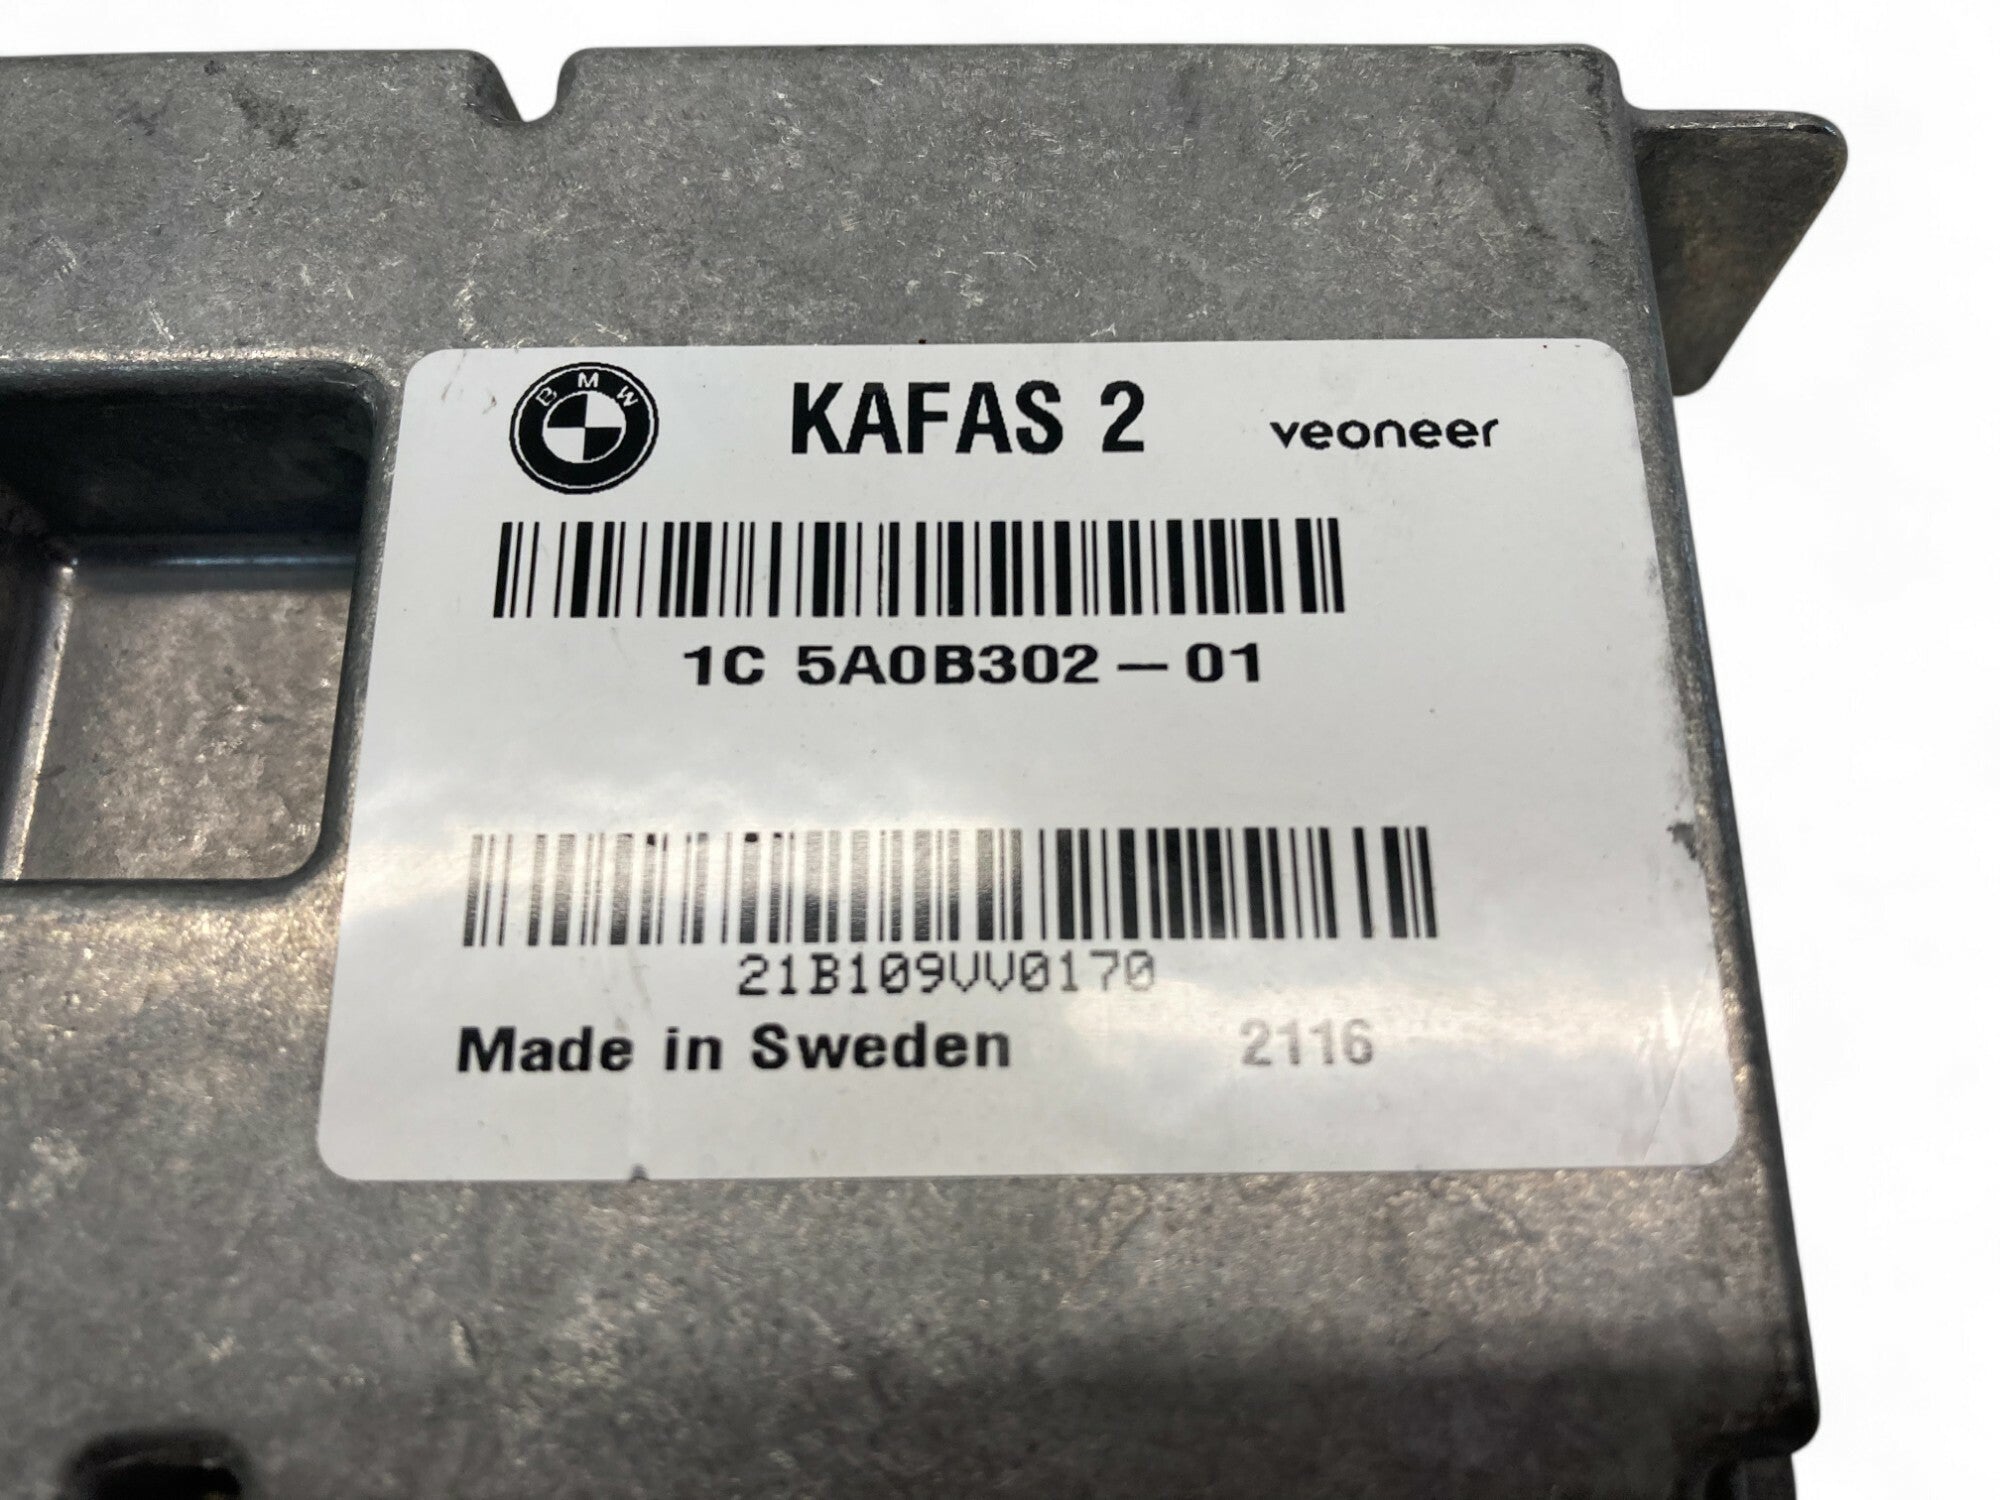 BMW KAFAS 2 veoneer
1C 5A0B302-01
21B109VV0170
Made in Sweden 2116